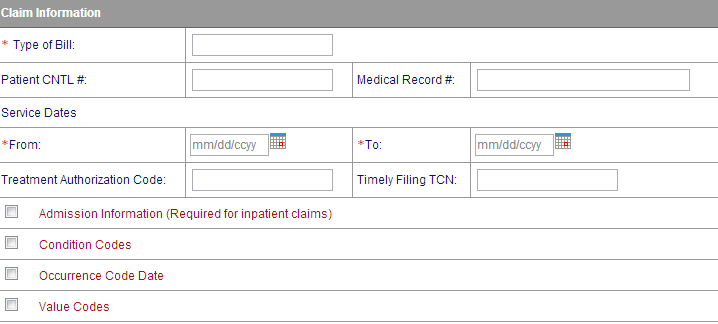 Claim Information
* Type of Bill:
Patient CNTL #: Medical Record #:
Service Dates
*From: mm/dd/ccyy *To: mm/dd/ccyy
Treatment Authorization Code: Timely Filing TCN:
Admission Information (Required for inpatient claims)
Condition Codes
Occurrence Code Date
Value Codes